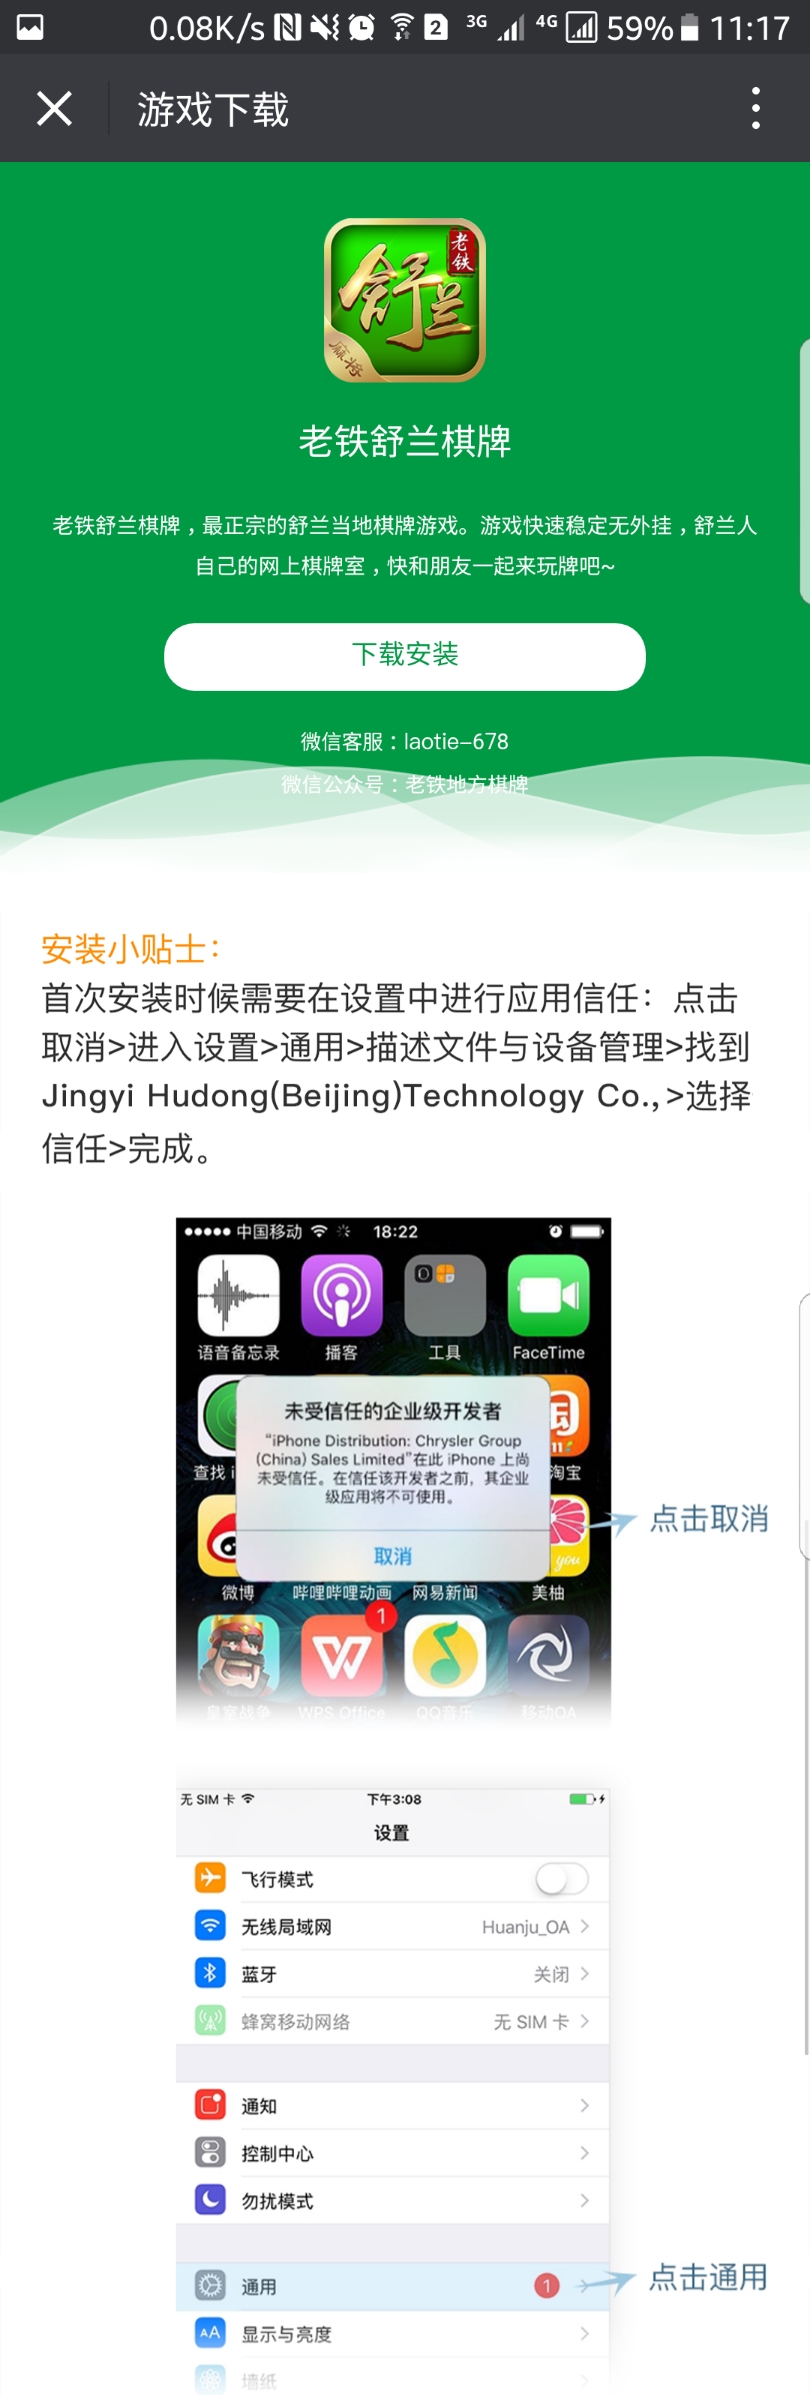 0.08K/s 2 3G 4G 59% 11:17
游戏下载
老铁
舒兰
麻将
老铁舒兰棋牌
老铁舒兰棋牌，最正宗的舒兰当地棋牌游戏。游戏快速稳定无外挂，舒兰人
自己的网上棋牌室，快和朋友一起来玩牌吧~
下载安装
微信客服：laotie-678
微信公众号：老铁地方棋牌
安装小贴士：
首次安装时候需要在设置中进行应用信任：点击
取消>进入设置>通用>描述文件与设备管理>找到
Jingyi Hudong(Beijing)Technology Co.,>选择
信任>完成。
中国移动 18:22
语音备忘录 播客 工具 FaceTime
未受信任的企业级开发者
“iPhone Distribution: Chrysler Group
(China) Sales Limited”在此 iPhone 上尚
未受信任。在信任该开发者之前，其企业
级应用将不可使用。
查找 i 淘宝
点击取消
取消
you
微博 哔哩哔哩动画 网易新闻 美柚
1
皇室战争 WPS Office QQ音乐 移动OA
无 SIM 卡 下午3:08
设置
飞行模式
无线局域网 Huanju_OA
蓝牙 关闭
蜂窝移动网络 无 SIM 卡
通知
控制中心
勿扰模式
通用 1 点击通用
AA 显示与亮度
墙纸